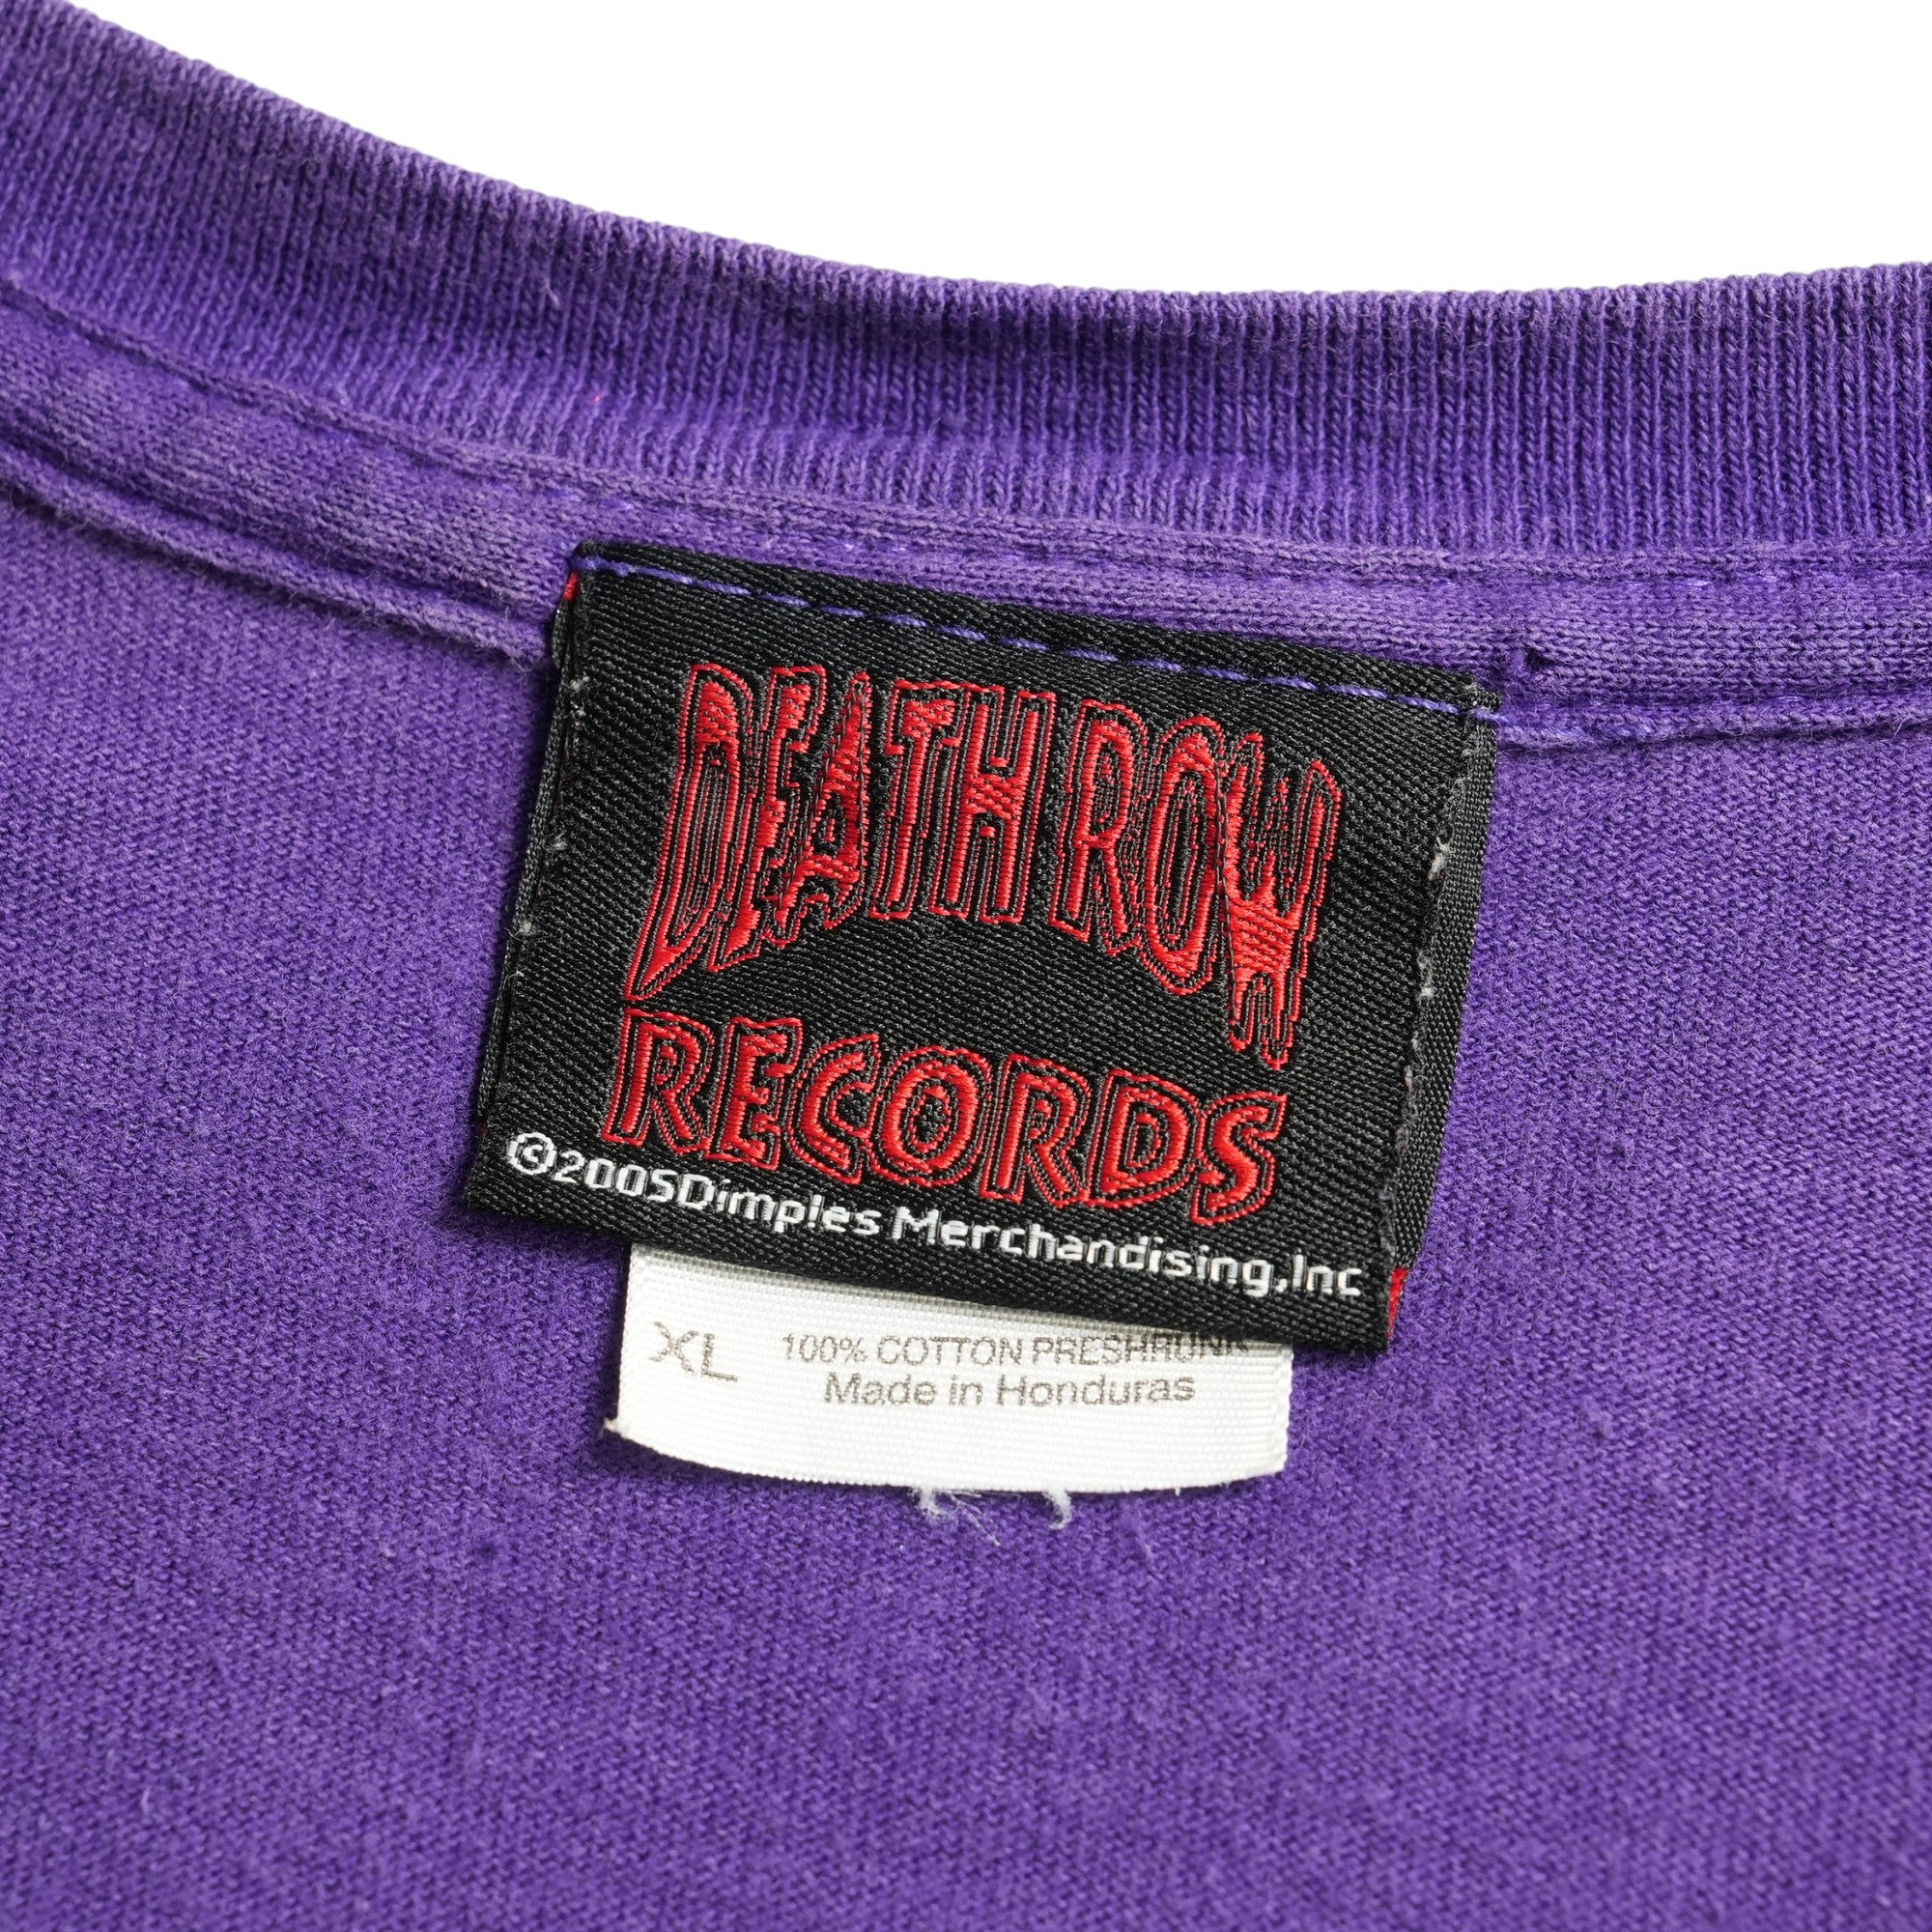 DEATH ROW
RECORDS
©2005Dimples Merchandising,Inc
XL
100% COTTON PRESHRUNK
Made in Honduras